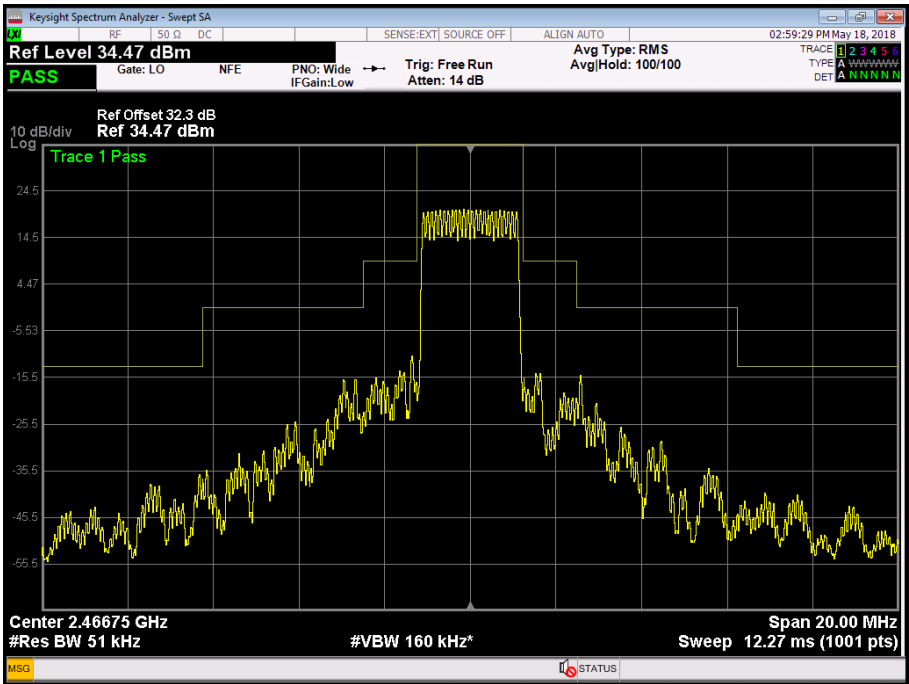 Keysight Spectrum Analyzer - Swept SA
LXI RF 50 Ω DC SENSE:EXT SOURCE OFF ALIGN AUTO 02:59:29 PM May 18, 2018
Ref Level 34.47 dBm
PASS
Gate: LO NFE
PNO: Wide
IFGain:Low
Trig: Free Run
Atten: 14 dB
Avg Type: RMS
Avg|Hold: 100/100
TRACE 1 2 3 4 5 6
TYPE A WWWWW
DET A N N N N N
10 dB/div
Log
Ref Offset 32.3 dB
Ref 34.47 dBm
Trace 1 Pass
24.5
14.5
4.47
-5.53
-15.5
-25.5
-35.5
-45.5
-55.5
Center 2.46675 GHz Span 20.00 MHz
#Res BW 51 kHz #VBW 160 kHz* Sweep 12.27 ms (1001 pts)
MSG STATUS